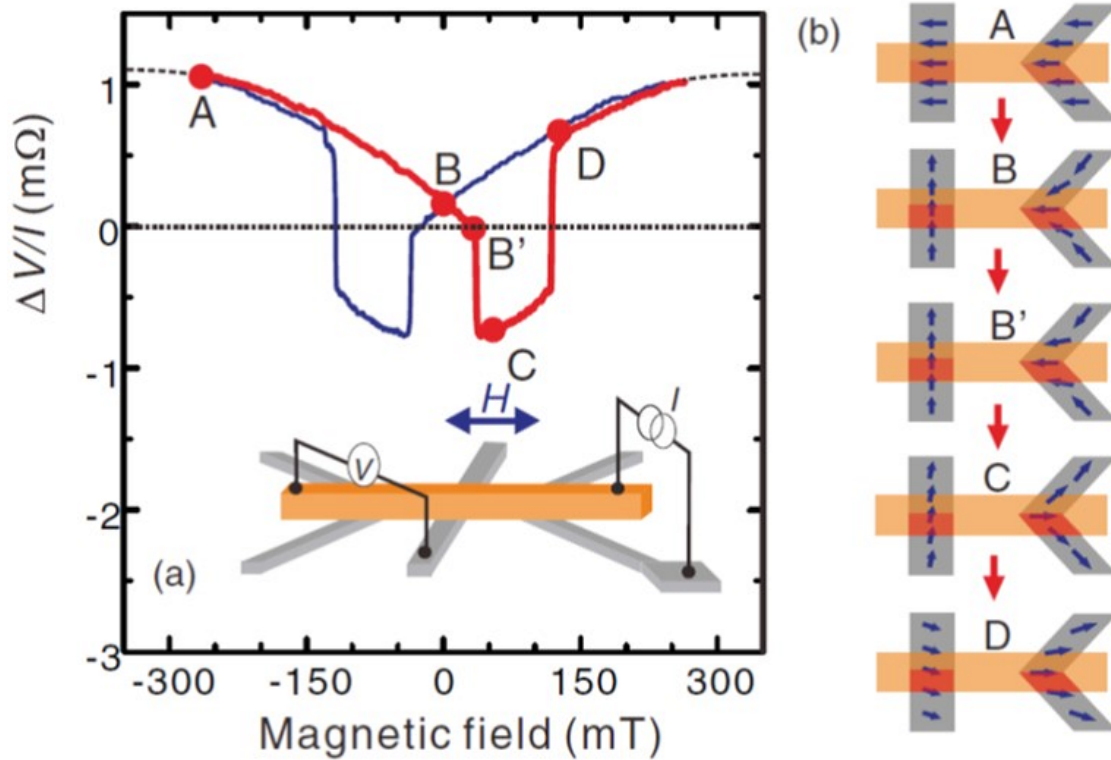 ΔV/I (mΩ)
1
0
-1
-2
-3
-300
-150
0
150
300
Magnetic field (mT)
A
B
B'
C
D
H
V
I
(a)
(b)
A
B
B'
C
D